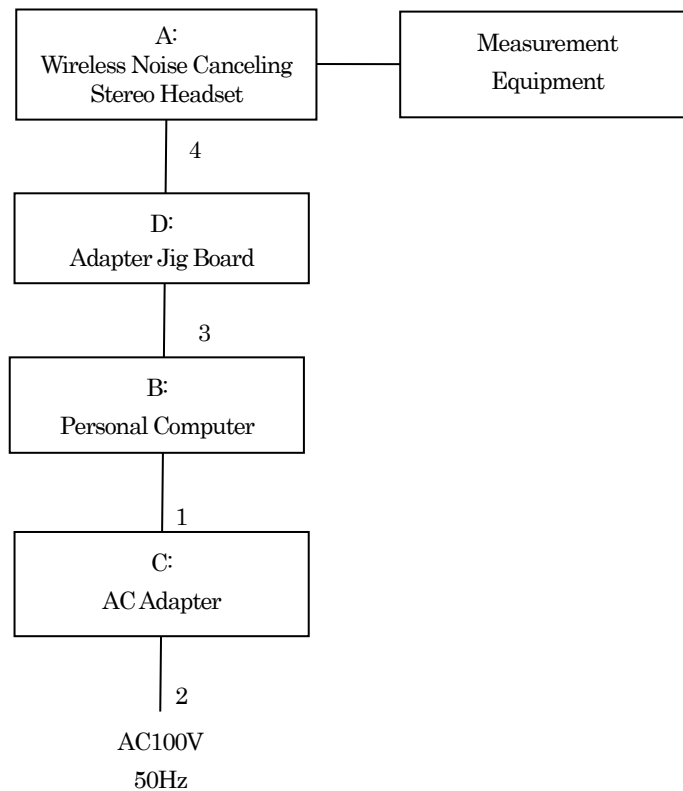 A:
Wireless Noise Canceling
Stereo Headset
Measurement
Equipment
4
D:
Adapter Jig Board
3
B:
Personal Computer
1
C:
AC Adapter
2
AC100V
50Hz